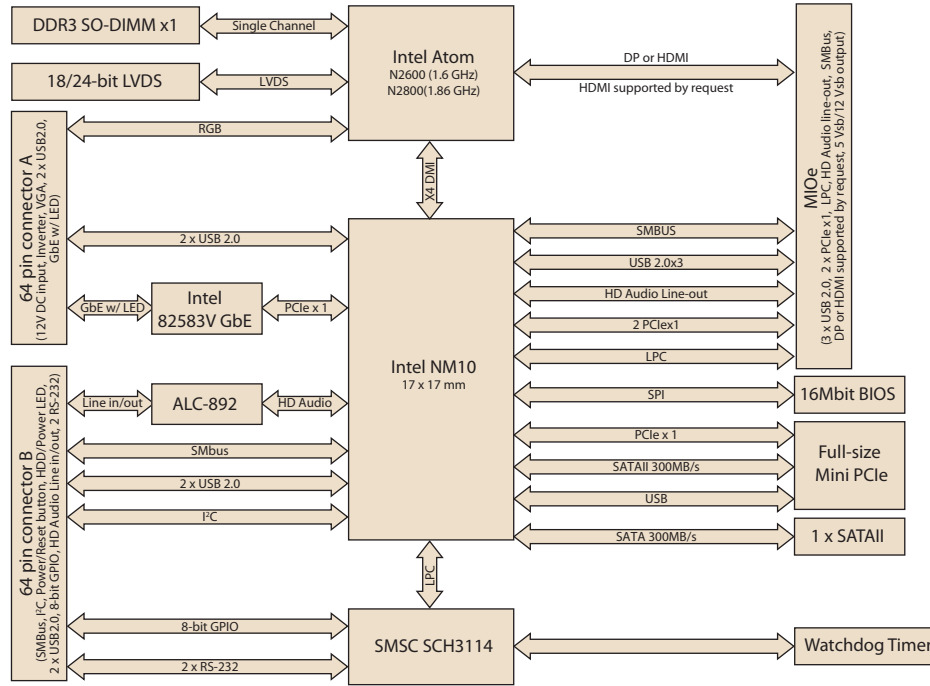 DDR3 SO-DIMM x1
Single Channel
Intel Atom
N2600 (1.6 GHz)
N2800(1.86 GHz)
DP or HDMI
HDMI supported by request
18/24-bit LVDS
LVDS
RGB
X4 DMI
64 pin connector A
(12V DC input, Inverter, VGA, 2 x USB2.0,
GbE w/ LED)
2 x USB 2.0
GbE w/ LED
Intel
82583V GbE
PCIe x 1
Intel NM10
17 x 17 mm
MIOe
(3 x USB 2.0, 2 x PCIe x1, LPC, HD Audio line-out, SMBus,
DP or HDMI supported by request, 5 Vsb/12 Vsb output)
SMBUS
USB 2.0x3
HD Audio Line-out
2 PCIex1
LPC
SPI
16Mbit BIOS
PCIe x 1
SATAII 300MB/s
USB
Full-size
Mini PCIe
SATA 300MB/s
1 x SATAII
64 pin connector B
(SMBus, I²C, Power/Reset button, HDD/Power LED,
2 x USB2.0, 8-bit GPIO, HD Audio Line in/out, 2 RS-232)
Line in/out
ALC-892
HD Audio
SMbus
2 x USB 2.0
I²C
LPC
8-bit GPIO
2 x RS-232
SMSC SCH3114
Watchdog Timer